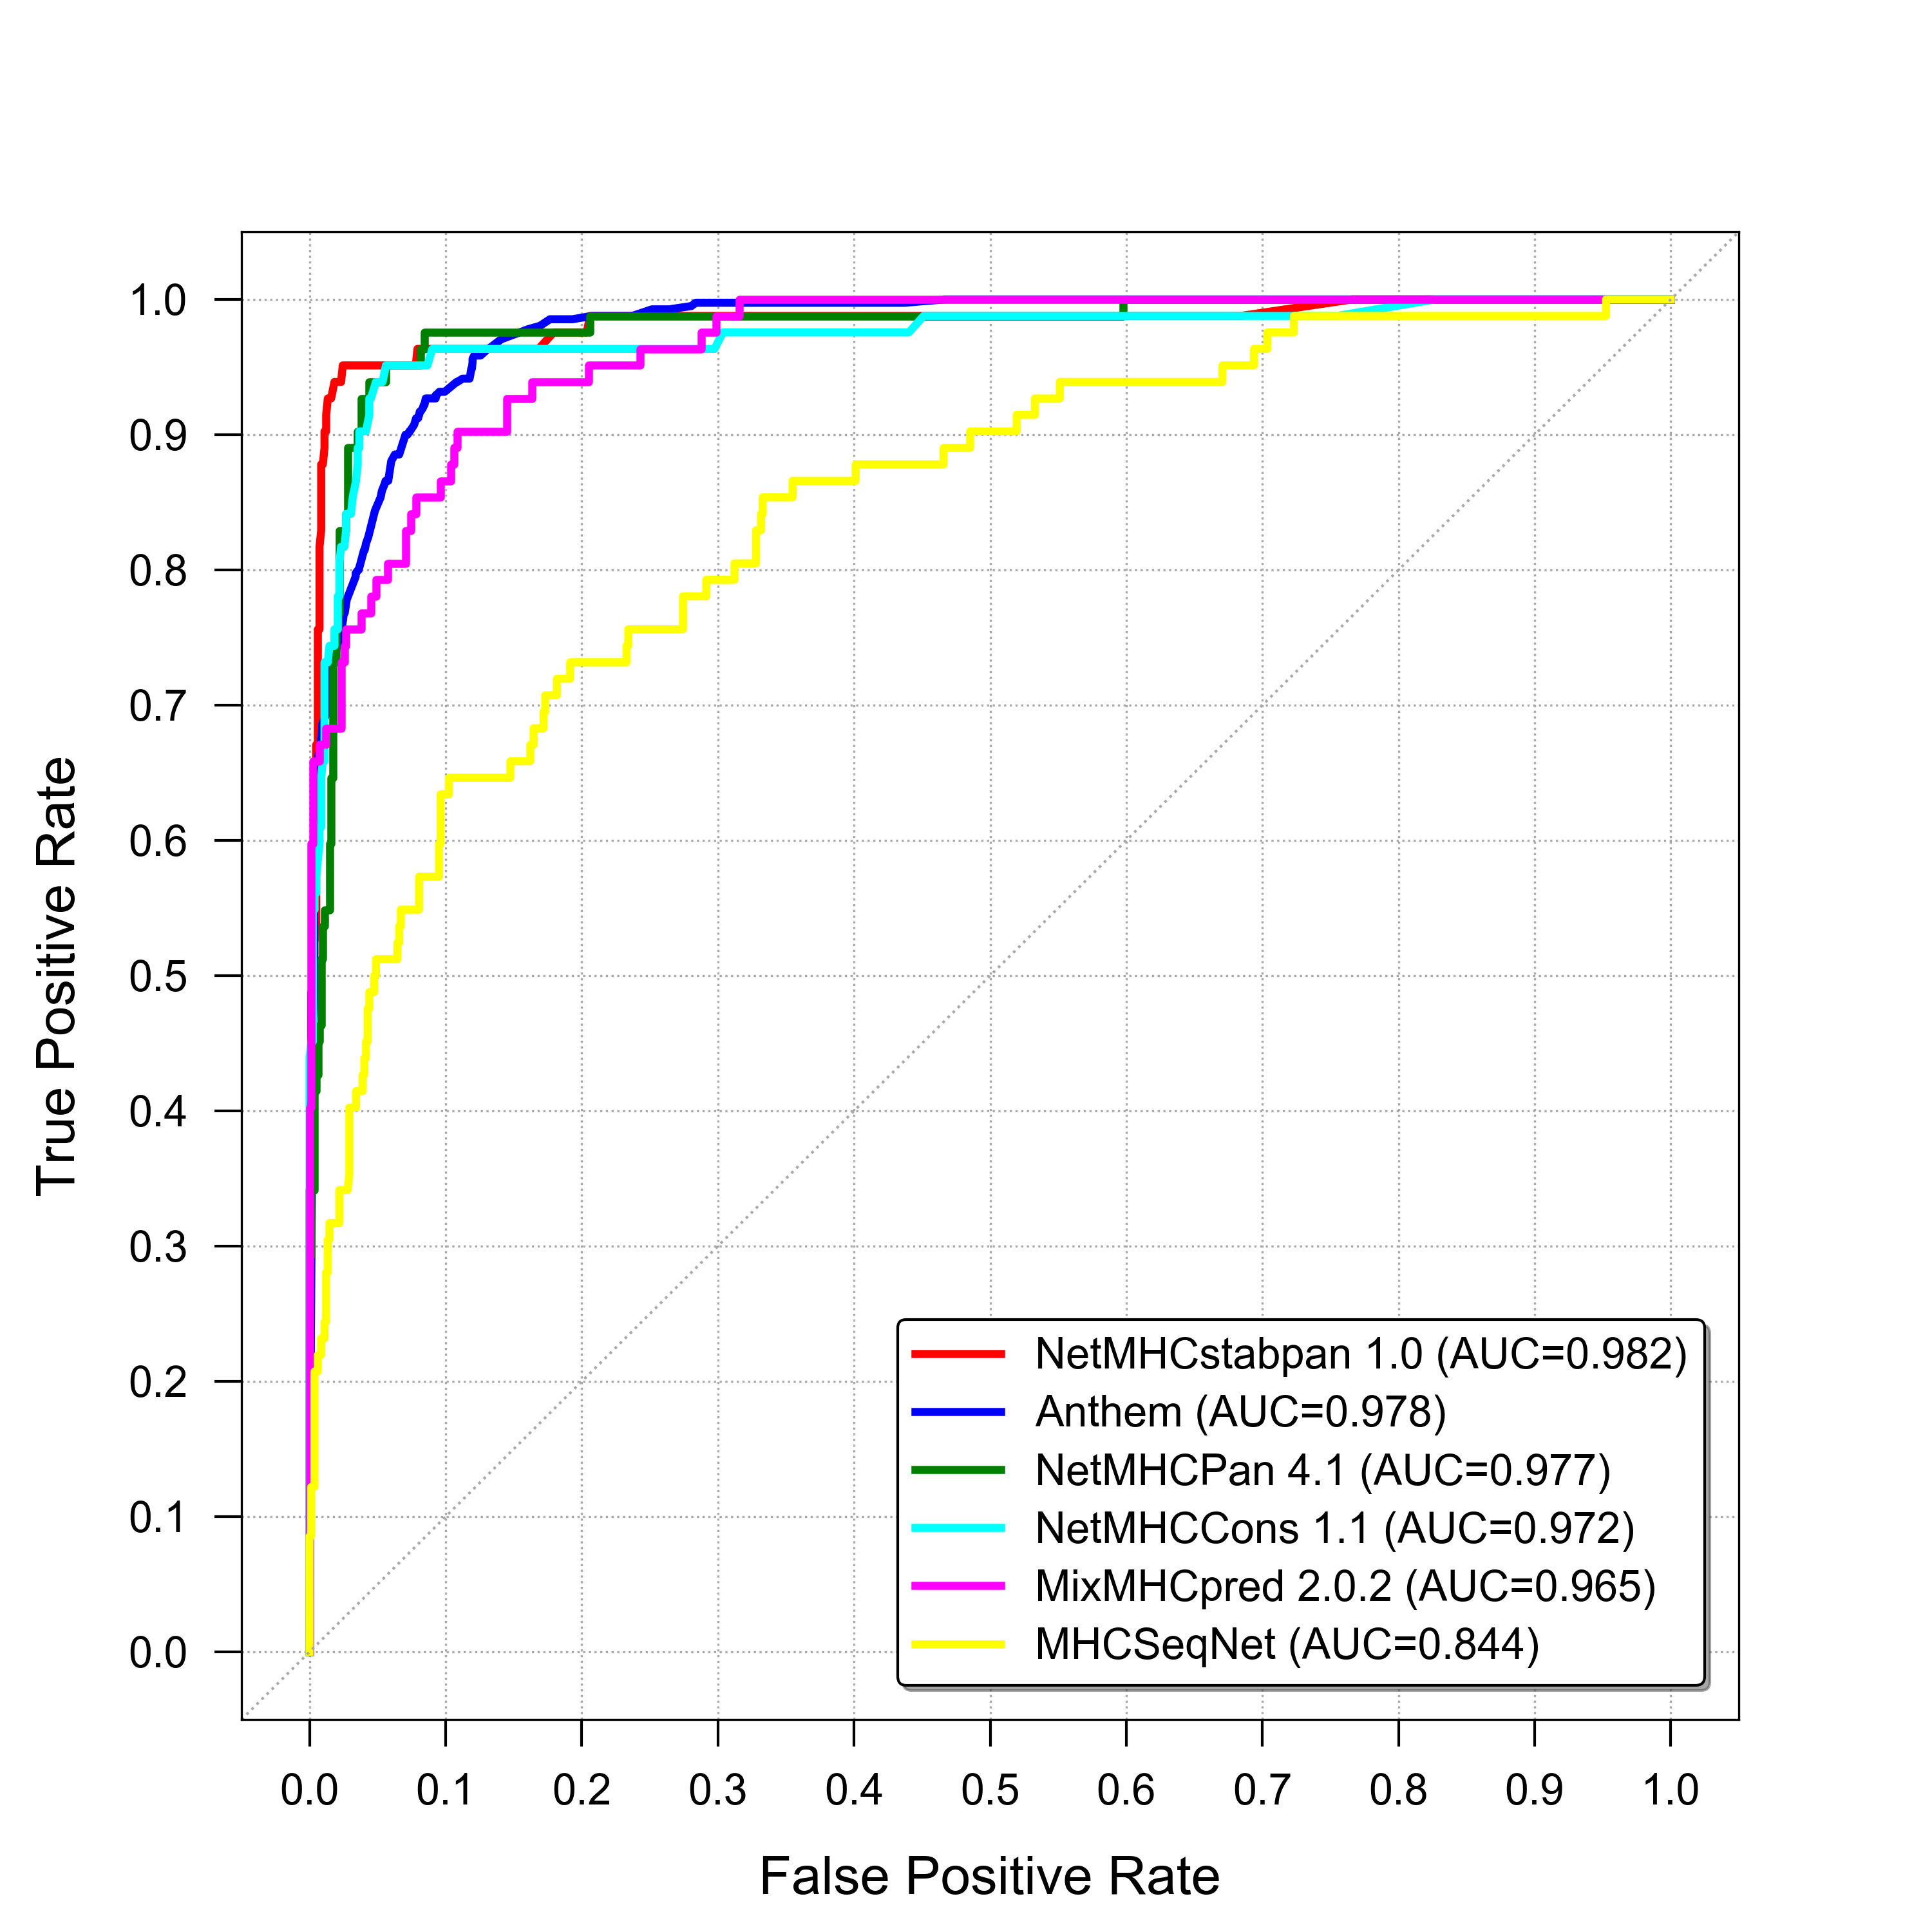 True Positive Rate
1.0
0.9
0.8
0.7
0.6
0.5
0.4
0.3
0.2
0.1
0.0
NetMHCstabpan 1.0 (AUC=0.982)
Anthem (AUC=0.978)
NetMHCPan 4.1 (AUC=0.977)
NetMHCCons 1.1 (AUC=0.972)
MixMHCpred 2.0.2 (AUC=0.965)
MHCSeqNet (AUC=0.844)
0.0 0.1 0.2 0.3 0.4 0.5 0.6 0.7 0.8 0.9 1.0
False Positive Rate